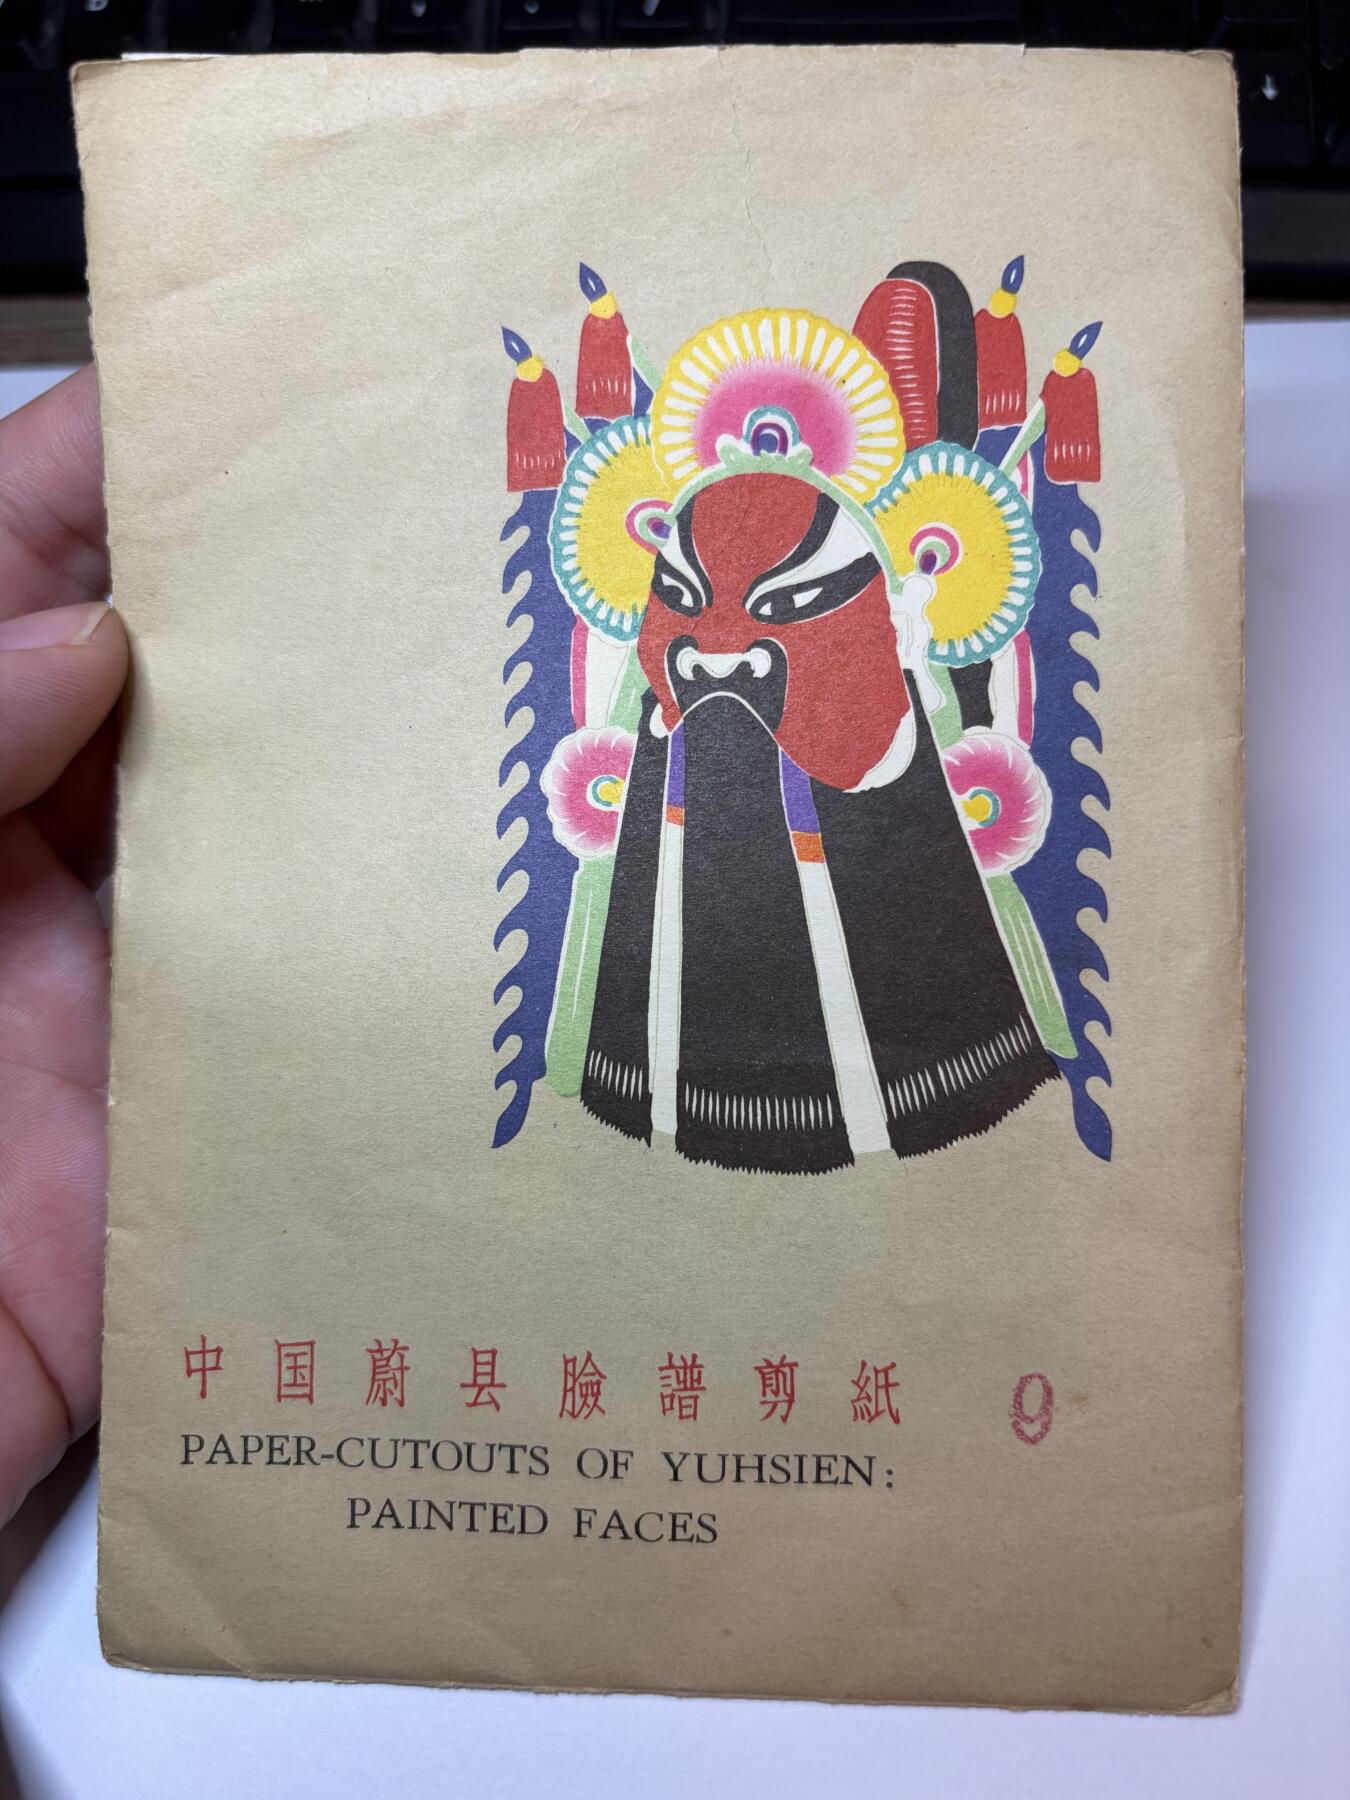 中国蔚县臉譜剪紙 9
PAPER-CUTOUTS OF YUHSIEN:
PAINTED FACES